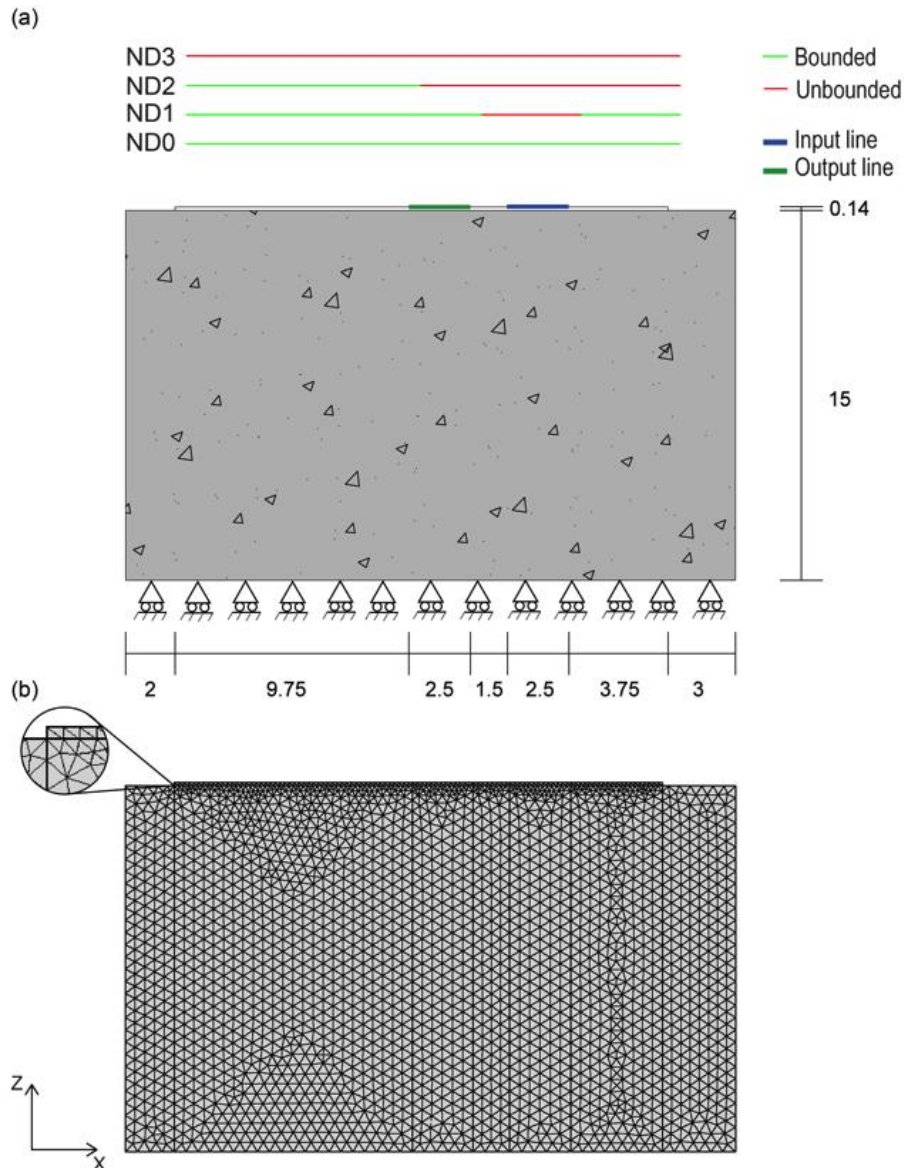 (a)
ND3
ND2
ND1
ND0
Bounded
Unbounded
Input line
Output line
0.14
15
2 9.75 2.5 1.5 2.5 3.75 3
(b)
Z
X